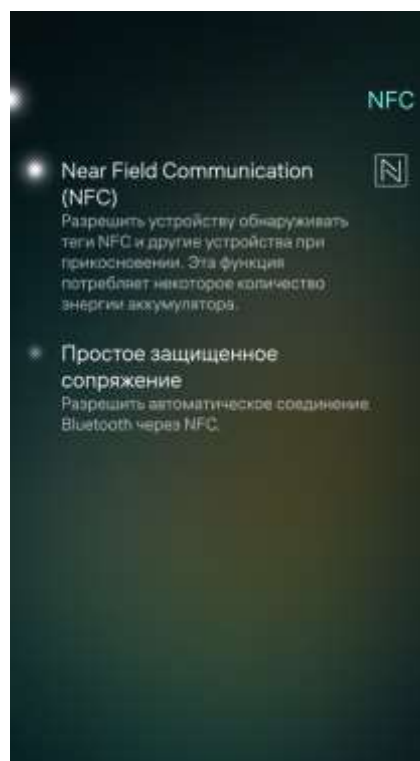 NFC
Near Field Communication
(NFC)
Разрешить устройству обнаруживать
теги NFC и другие устройства при
прикосновении. Эта функция
потребляет некоторое количество
энергии аккумулятора.
Простое защищенное
сопряжение
Разрешить автоматическое соединение
Bluetooth через NFC.